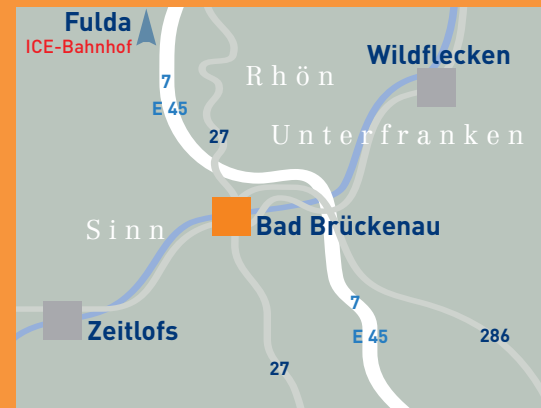 Fulda
ICE-Bahnhof
Wildflecken
Rhön
7
E 45
27
Unterfranken
Sinn
Bad Brückenau
7
Zeitlofs
E 45
286
27